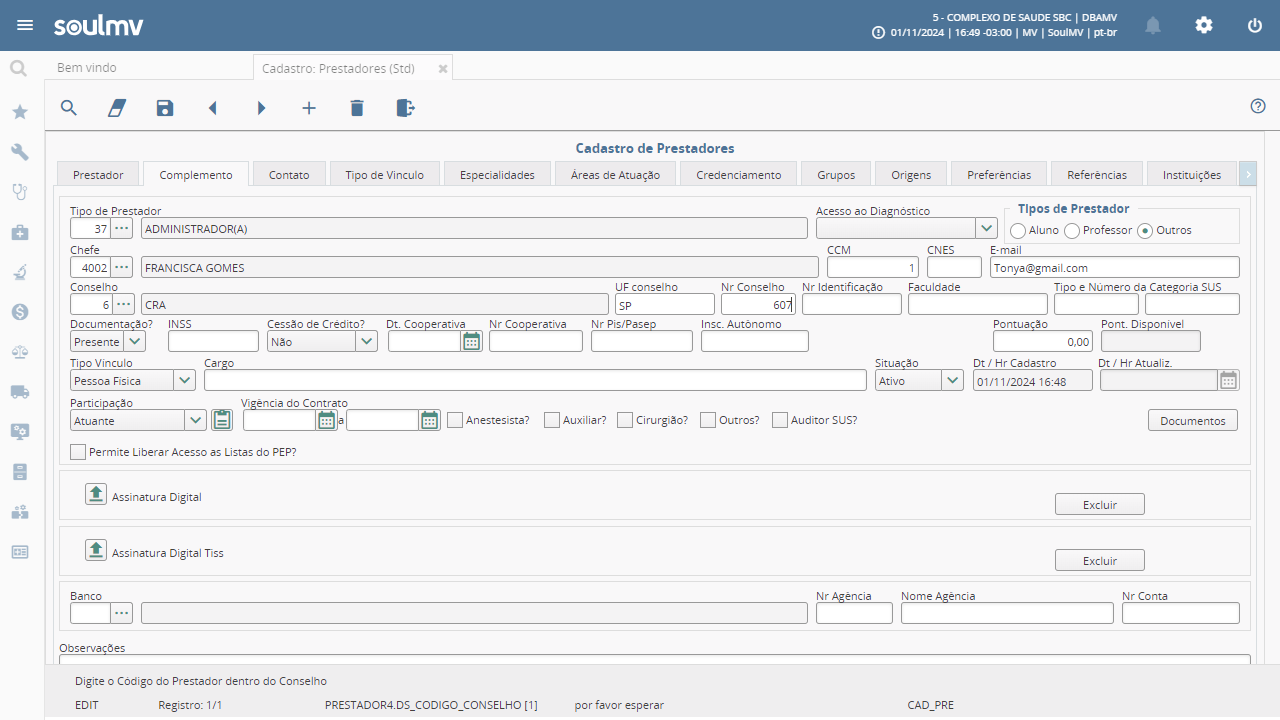 soulmv
5 - COMPLEXO DE SAUDE SBC | DBAMV
01/11/2024 | 16:49 -03:00 | MV | SoulMV | pt-br
Bem vindo
Cadastro: Prestadores (Std)
Cadastro de Prestadores
Prestador
Complemento
Contato
Tipo de Vinculo
Especialidades
Áreas de Atuação
Credenciamento
Grupos
Origens
Preferências
Referências
Instituições
Tipo de Prestador
Acesso ao Diagnóstico
Tipos de Prestador
37
ADMINISTRADOR(A)
Aluno
Professor
Outros
Chefe
CCM
CNES
E-mail
4002
FRANCISCA GOMES
1
Tonya@gmail.com
Conselho
UF conselho
Nr Conselho
Nr Identificação
Faculdade
Tipo e Número da Categoria SUS
6
CRA
SP
607
Documentação?
INSS
Cessão de Crédito?
Dt. Cooperativa
Nr Cooperativa
Nr Pis/Pasep
Insc. Autônomo
Pontuação
Pont. Disponível
Presente
Não
0,00
Tipo Vínculo
Cargo
Situação
Dt / Hr Cadastro
Dt / Hr Atualiz.
Pessoa Física
Ativo
01/11/2024 16:48
Participação
Vigência do Contrato
Atuante
a
Anestesista?
Auxiliar?
Cirurgião?
Outros?
Auditor SUS?
Documentos
Permite Liberar Acesso as Listas do PEP?
Assinatura Digital
Excluir
Assinatura Digital Tiss
Excluir
Banco
Nr Agência
Nome Agência
Nr Conta
Observações
Digite o Código do Prestador dentro do Conselho
EDIT
Registro: 1/1
PRESTADOR4.DS_CODIGO_CONSELHO [1]
por favor esperar
CAD_PRE